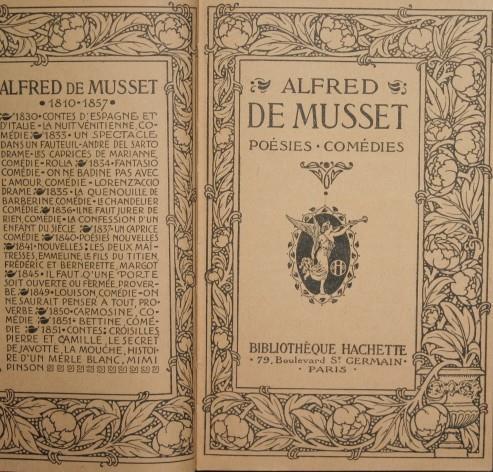 ALFRED DE MUSSET
• 1810 • 1857 •
1830 • CONTES D'ESPAGNE ET
D'ITALIE • LA NUIT VÉNITIENNE, CO-
MÉDIE 1833 • UN SPECTACLE
DANS UN FAUTEUIL • ANDRE DEL SARTO
DRAME • LES CAPRICES DE MARIANNE,
COMÉDIE • ROLLA 1834 • FANTASIO
COMÉDIE • ON NE BADINE PAS AVEC
L'AMOUR COMEDIE • LORENZACCIO
DRAME 1835 • LA QUENOUILLE DE
BARBERINE COMÉDIE • LE CHANDELIER
COMÉDIE 1836 • IL NE FAUT JURER DE
RIEN, COMÉDIE • LA CONFESSION D'UN
ENFANT DU SIÈCLE 1837 • UN CAPRICE
COMÉDIE 1840 • POÉSIES NOUVELLES
1841 • NOUVELLES : LES DEUX MAÎ-
TRESSES, EMMELINE, LE FILS DU TITIEN,
FRÉDÉRIC ET BERNERETTE, MARGOT
1845 • IL FAUT QU'UNE PORTE
SOIT OUVERTE OU FERMÉE, PROVER-
BE 1849 • LOUISON, COMÉDIE • ON
NE SAURAIT PENSER A TOUT, PRO-
VERBE 1850 • CARMOSINE, CO-
MÉDIE 1851 • BETTINE, COMÉ-
DIE 1851 • CONTES : CROISILLES
PIERRE ET CAMILLE, LE SECRET
DE JAVOTTE, LA MOUCHE, HISTOI-
RE D'UN MERLE BLANC, MIMI
PINSON
ALFRED
DE MUSSET
POÉSIES • COMÉDIES
H
BIBLIOTHÈQUE HACHETTE
• 79, Boulevard St GERMAIN •
• PARIS •